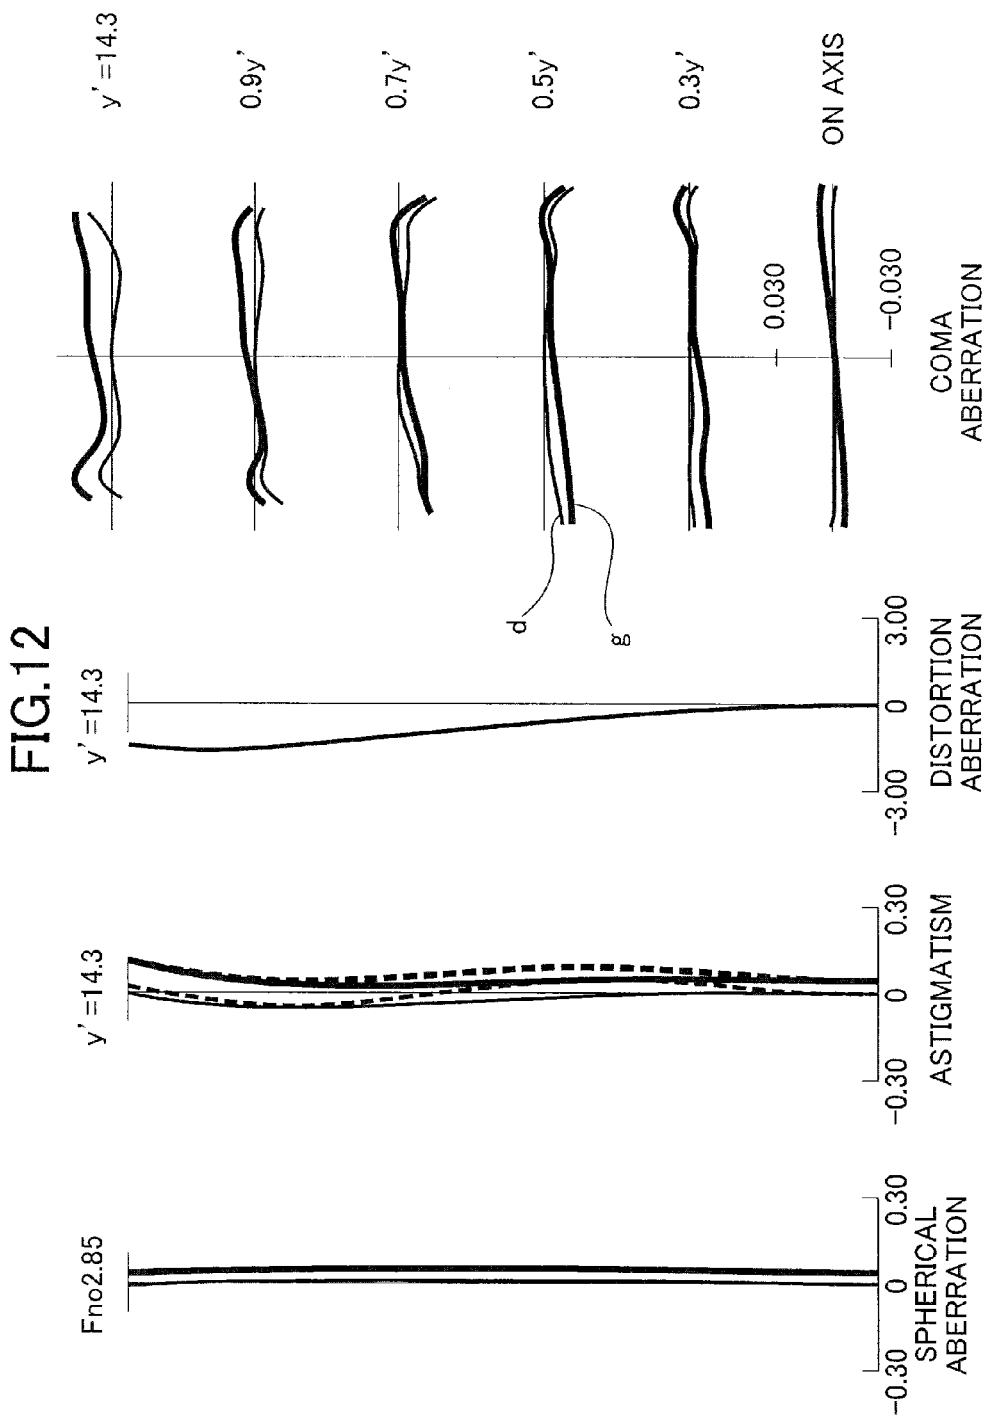 FIG.12
Fno2.85
-0.30
0
0.30
SPHERICAL
ABERRATION
y' =14.3
-0.30
0
0.30
ASTIGMATISM
y' =14.3
-3.00
0
3.00
DISTORTION
ABERRATION
y' =14.3
0.9y'
0.7y'
0.5y'
0.3y'
ON AXIS
d
g
0.030
-0.030
COMA
ABERRATION